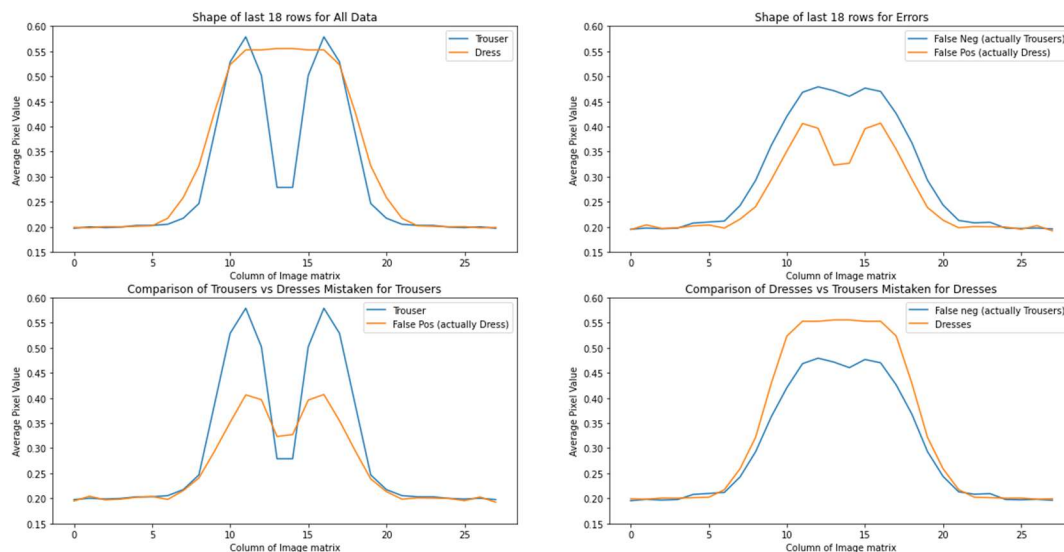 Shape of last 18 rows for All Data
0.60
0.55
0.50
0.45
0.40
0.35
0.30
0.25
0.20
0.15
Average Pixel Value
Trouser
Dress
0 5 10 15 20 25
Column of Image matrix
Shape of last 18 rows for Errors
0.60
0.55
0.50
0.45
0.40
0.35
0.30
0.25
0.20
0.15
Average Pixel Value
False Neg (actually Trousers)
False Pos (actually Dress)
0 5 10 15 20 25
Column of Image matrix
Comparison of Trousers vs Dresses Mistaken for Trousers
0.60
0.55
0.50
0.45
0.40
0.35
0.30
0.25
0.20
0.15
Average Pixel Value
Trouser
False Pos (actually Dress)
0 5 10 15 20 25
Column of Image matrix
Comparison of Dresses vs Trousers Mistaken for Dresses
0.60
0.55
0.50
0.45
0.40
0.35
0.30
0.25
0.20
0.15
Average Pixel Value
False neg (actually Trousers)
Dresses
0 5 10 15 20 25
Column of Image matrix